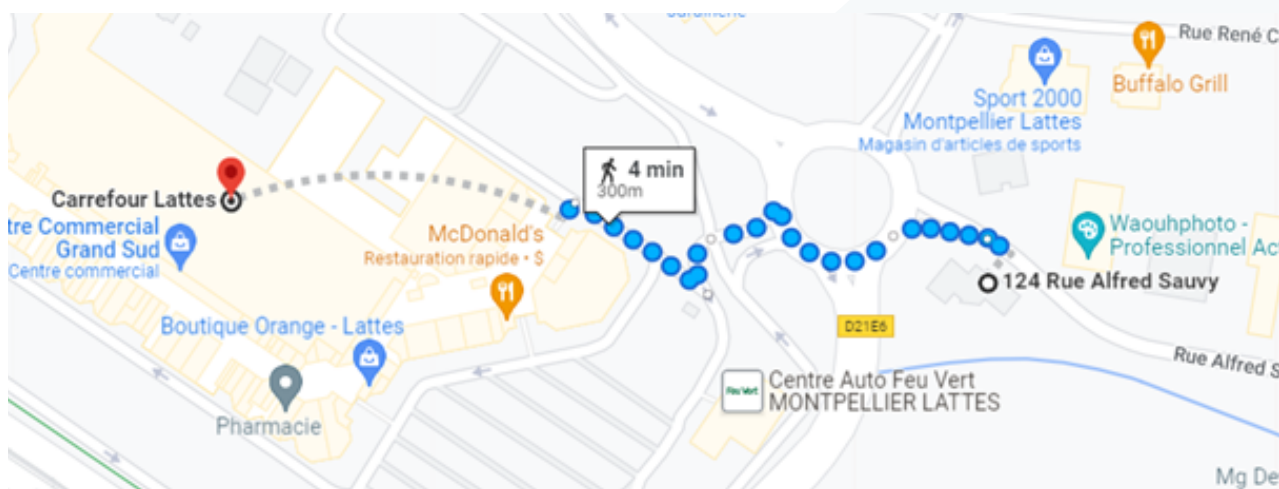 Rue René C
Buffalo Grill
Sport 2000
Montpellier Lattes
Magasin d'articles de sports
4 min
300m
Carrefour Lattes
tre Commercial
Grand Sud
Centre commercial
McDonald's
Restauration rapide • $
Waouhphoto -
Professionnel Ac
124 Rue Alfred Sauvy
Boutique Orange - Lattes
D21E6
Rue Alfred S
Feu Vert
Centre Auto Feu Vert
MONTPELLIER LATTES
Pharmacie
Mg De